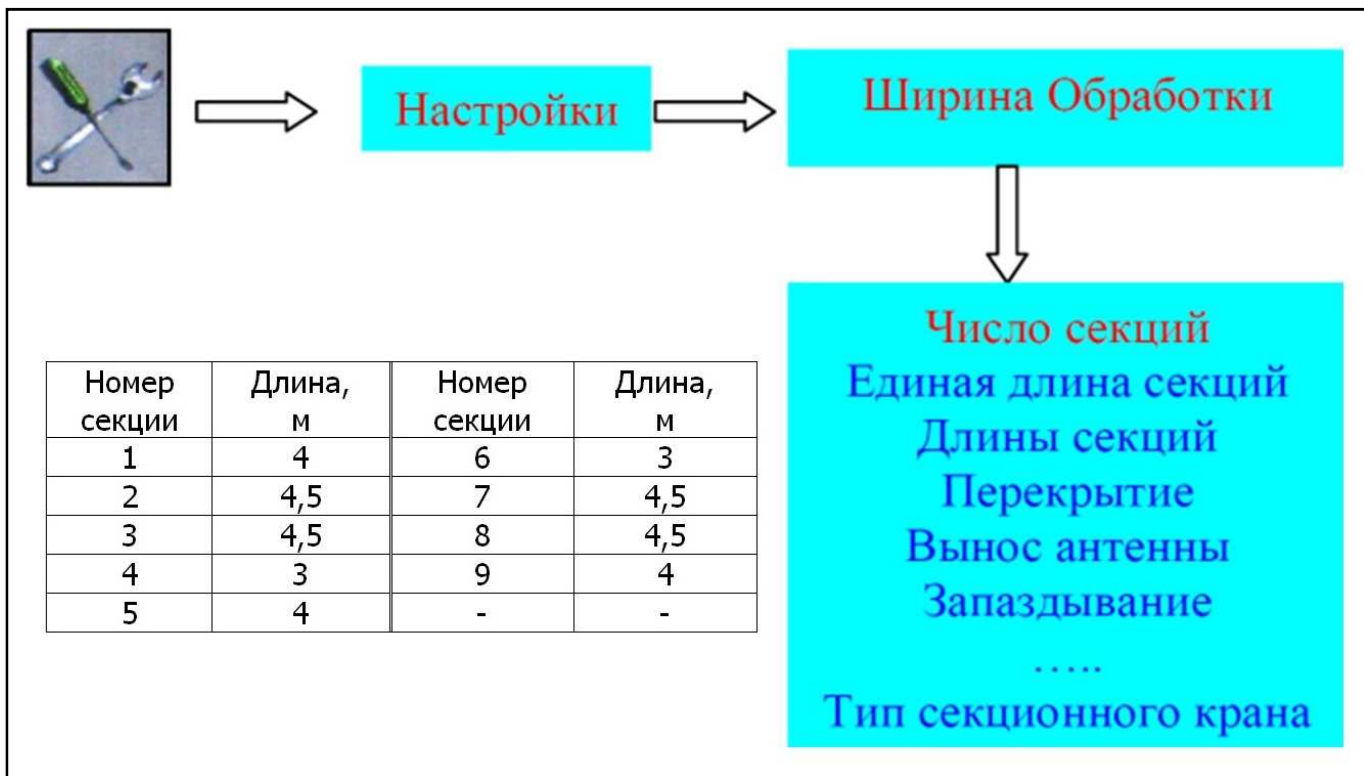 Настройки
Ширина Обработки
Число секций
Единая длина секций
Длины секций
Перекрытие
Вынос антенны
Запаздывание
…..
Тип секционного крана
Номер секции Длина, м Номер секции Длина, м
1 4 6 3
2 4,5 7 4,5
3 4,5 8 4,5
4 3 9 4
5 4 - -